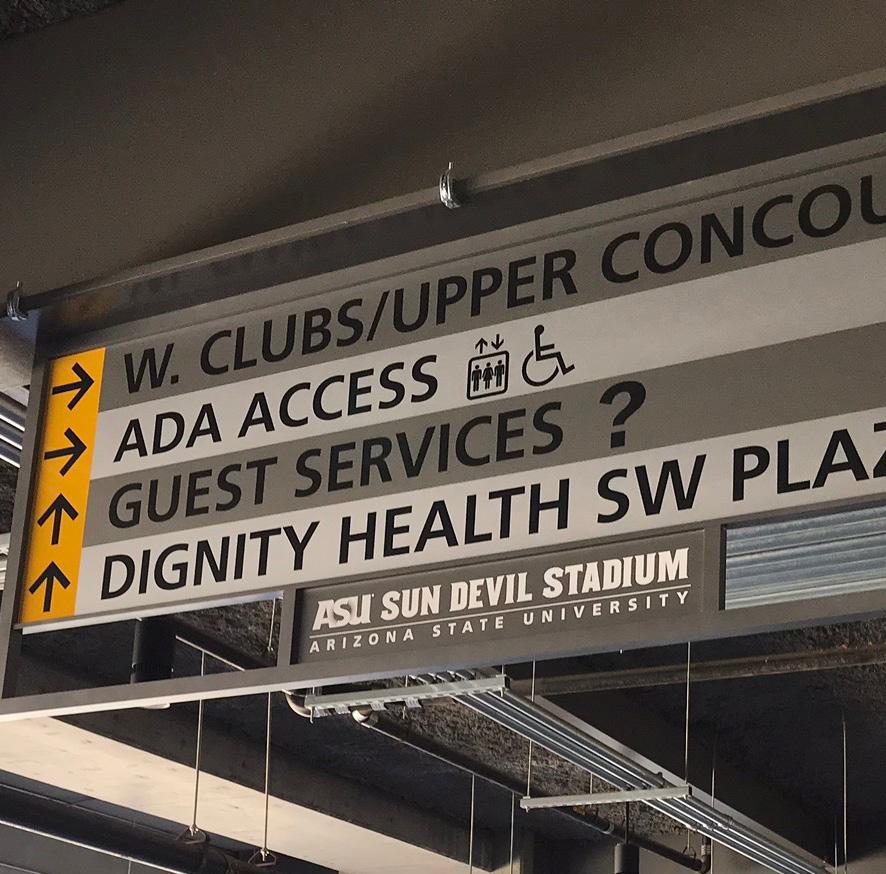 W. CLUBS/UPPER CONCOU
ADA ACCESS
GUEST SERVICES ?
DIGNITY HEALTH SW PLAZ
ASU SUN DEVIL STADIUM
ARIZONA STATE UNIVERSITY